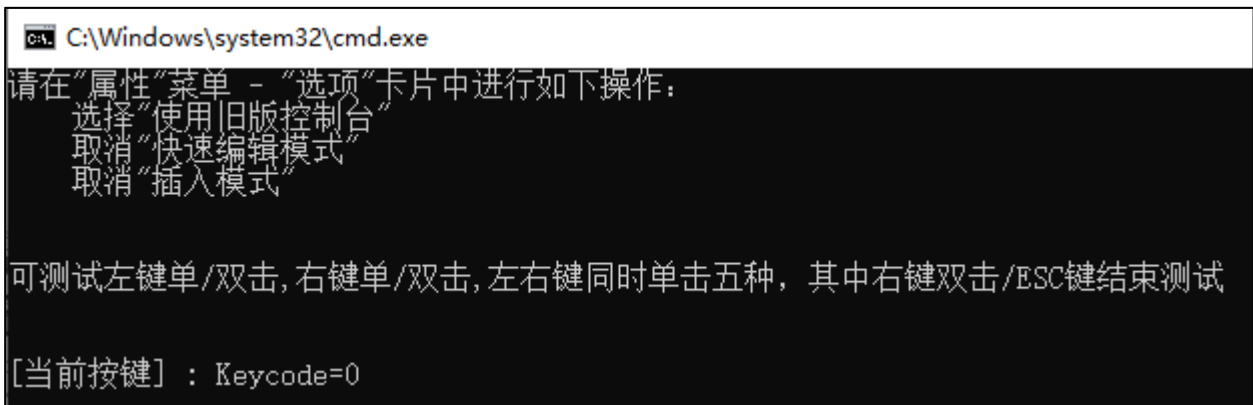 C:\Windows\system32\cmd.exe
请在"属性"菜单 - "选项"卡片中进行如下操作:
选择"使用旧版控制台"
取消"快速编辑模式"
取消"插入模式"
可测试左键单/双击,右键单/双击,左右键同时单击五种，其中右键双击/ESC键结束测试
[当前按键] : Keycode=0